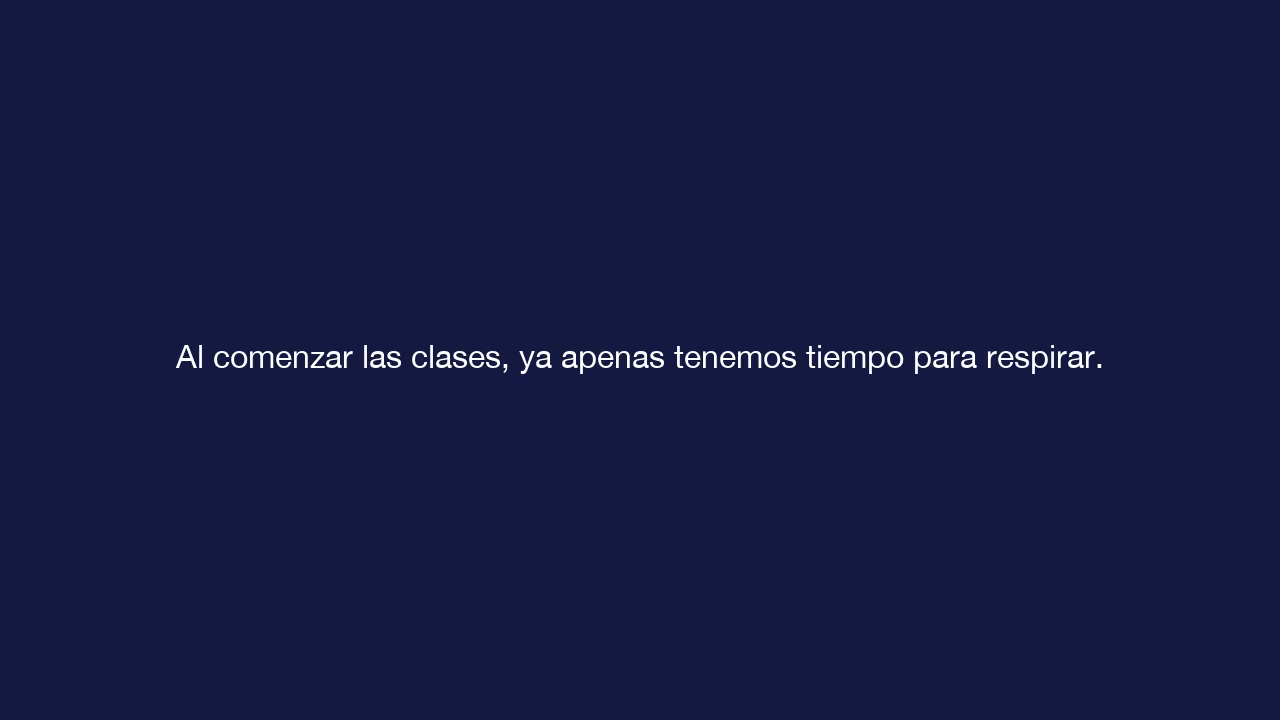 Al comenzar las clases, ya apenas tenemos tiempo para respirar.